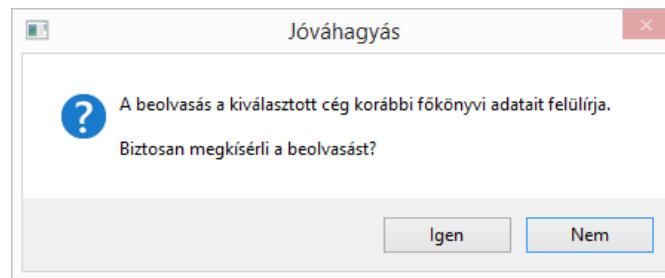 Jóváhagyás
A beolvasás a kiválasztott cég korábbi főkönyvi adatait felülírja.
Biztosan megkísérli a beolvasást?
Igen
Nem